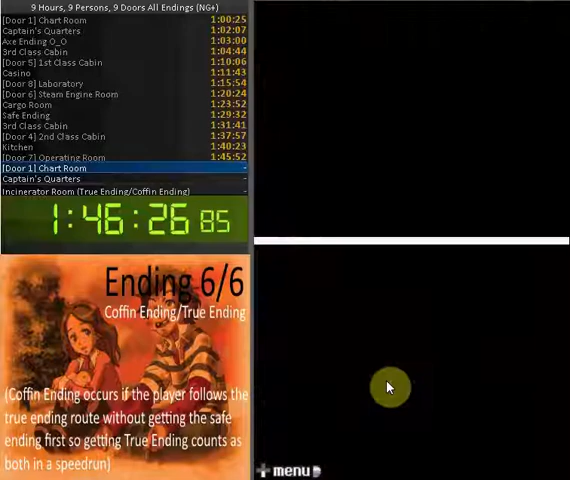 9 Hours, 9 Persons, 9 Doors All Endings (NG+)
[Door 1] Chart Room 1:00:25
Captain's Quarters 1:02:07
Axe Ending O_O 1:03:00
3rd Class Cabin 1:04:44
[Door 5] 1st Class Cabin 1:10:06
Casino 1:11:43
[Door 8] Laboratory 1:15:54
[Door 6] Steam Engine Room 1:20:24
Cargo Room 1:23:52
Safe Ending 1:29:32
3rd Class Cabin 1:31:41
[Door 4] 2nd Class Cabin 1:37:57
Kitchen 1:40:23
[Door 7] Operating Room 1:45:52
[Door 1] Chart Room -
Captain's Quarters -
Incinerator Room (True Ending/Coffin Ending) -
1:46:26 85
Ending 6/6
Coffin Ending/True Ending
(Coffin Ending occurs if the player follows the
true ending route without getting the safe
ending first so getting True Ending counts as
both in a speedrun)
menu